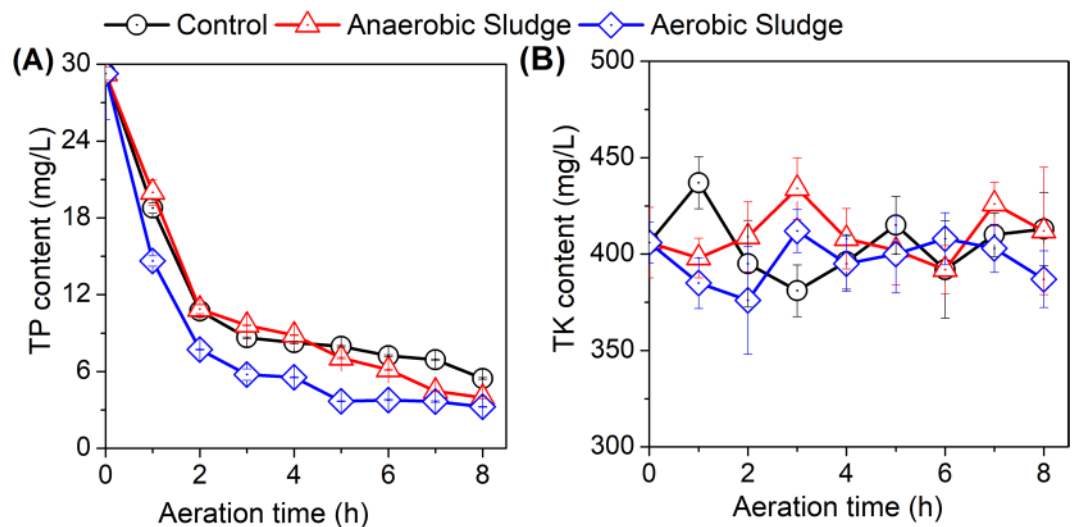 Control Anaerobic Sludge Aerobic Sludge
(A)
30
24
18
12
6
0
TP content (mg/L)
0 2 4 6 8
Aeration time (h)
(B)
500
450
400
350
300
TK content (mg/L)
0 2 4 6 8
Aeration time (h)